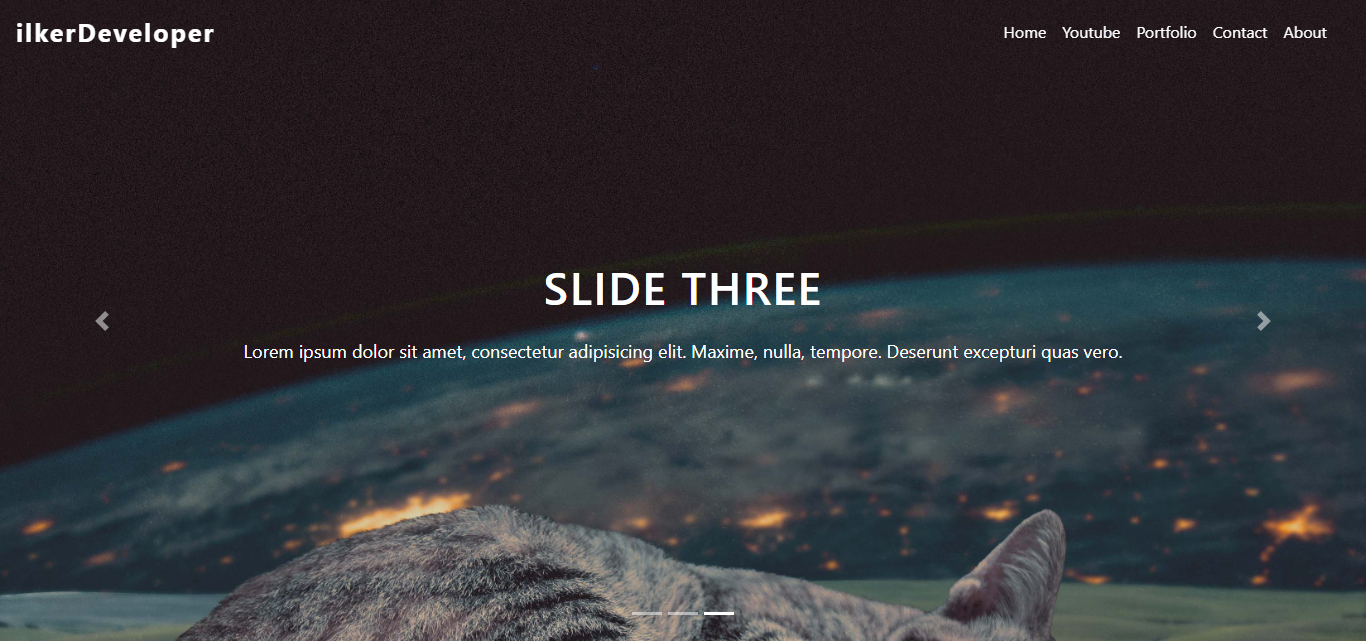 ilkerDeveloper
Home Youtube Portfolio Contact About
SLIDE THREE
Lorem ipsum dolor sit amet, consectetur adipisicing elit. Maxime, nulla, tempore. Deserunt excepturi quas vero.